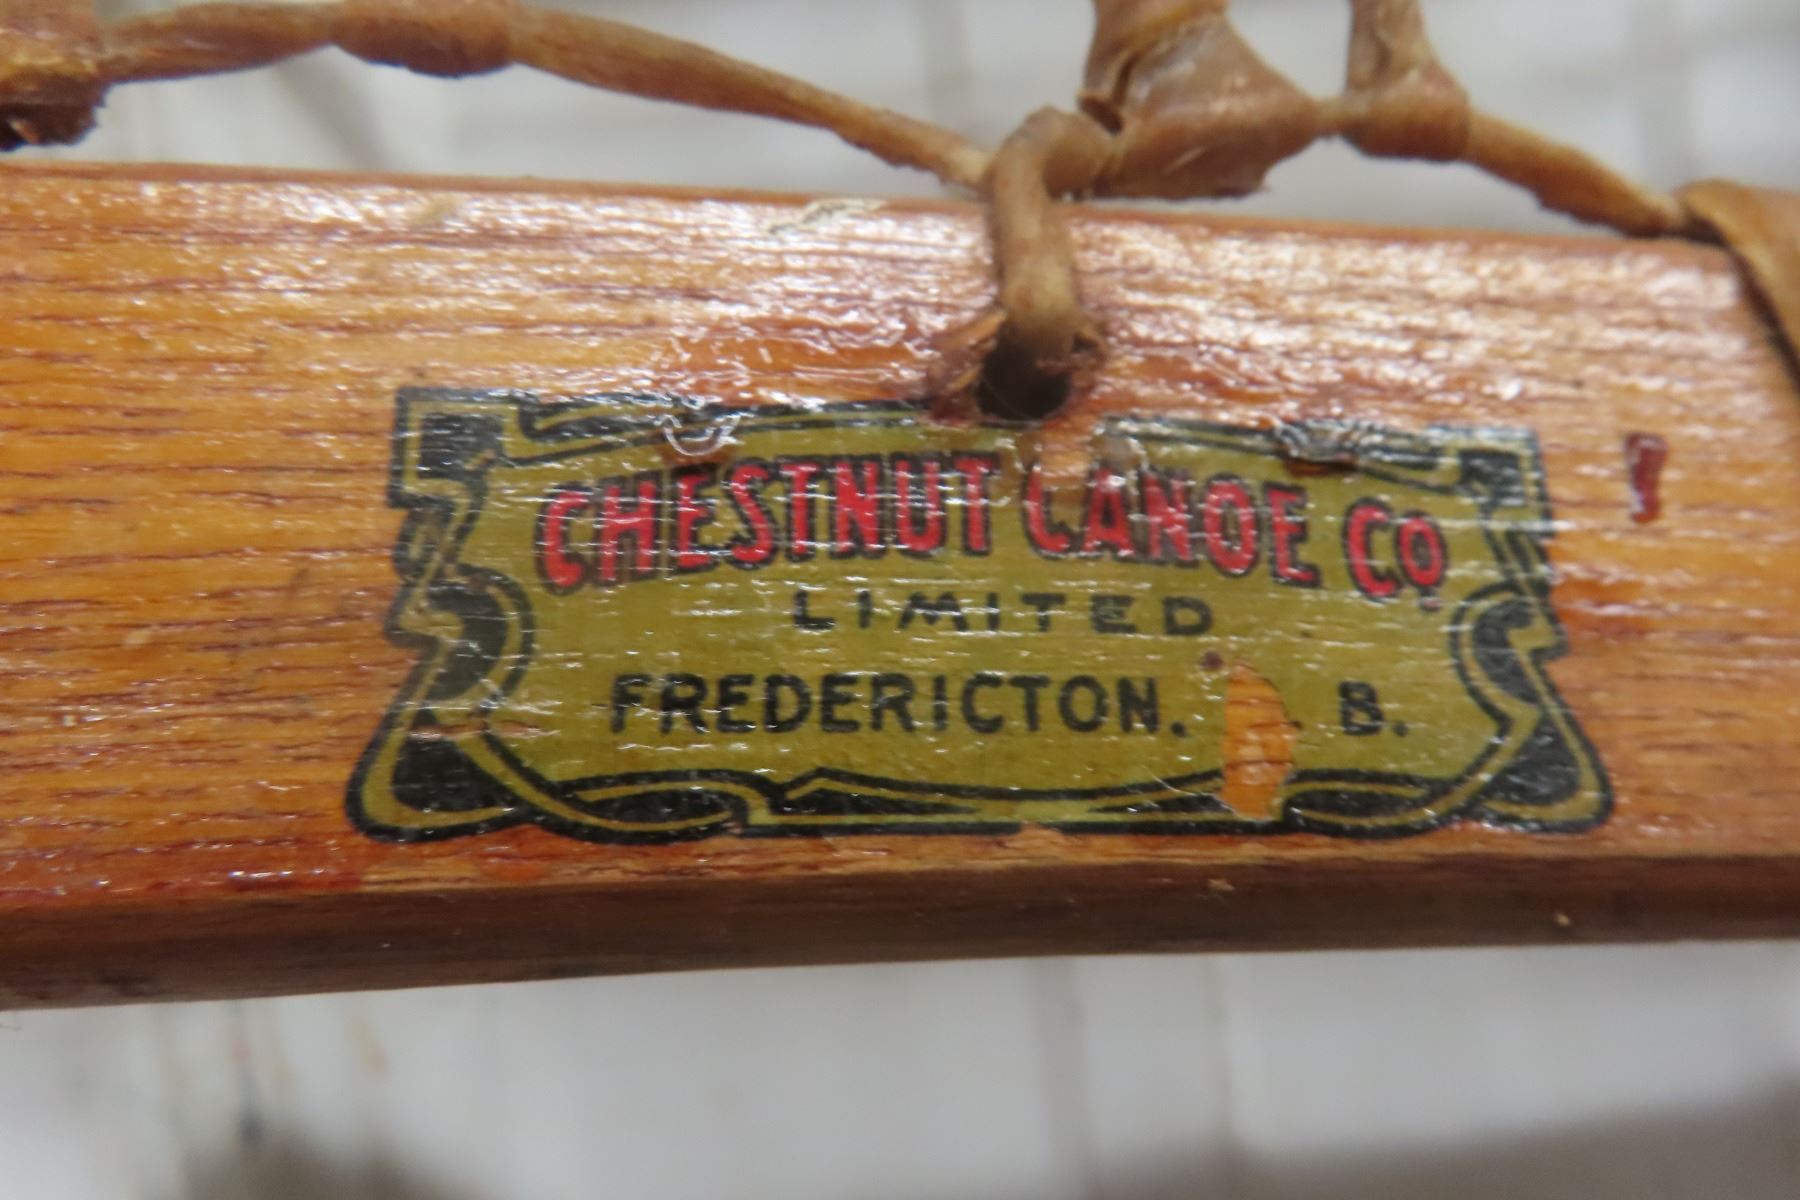 CHESTNUT CANOE CO.
LIMITED
FREDERICTON. . B.